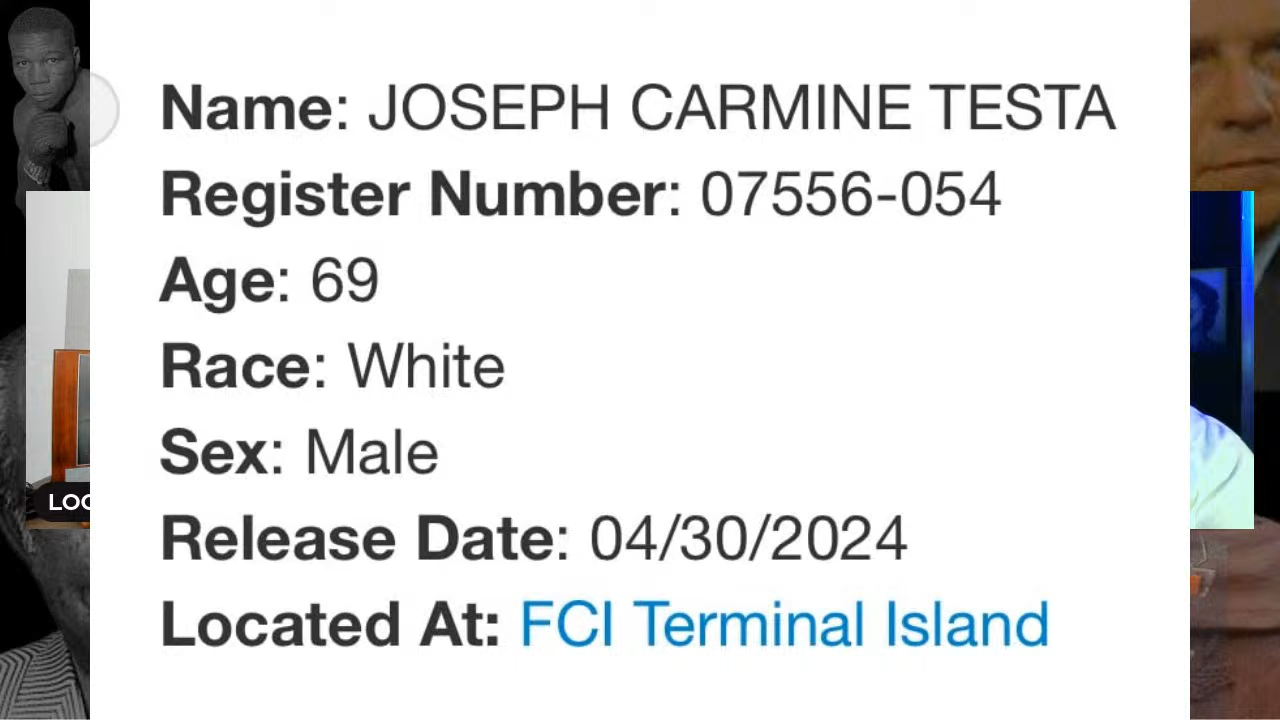 Name: JOSEPH CARMINE TESTA
Register Number: 07556-054
Age: 69
Race: White
Sex: Male
Release Date: 04/30/2024
LOC
Located At: FCI Terminal Island